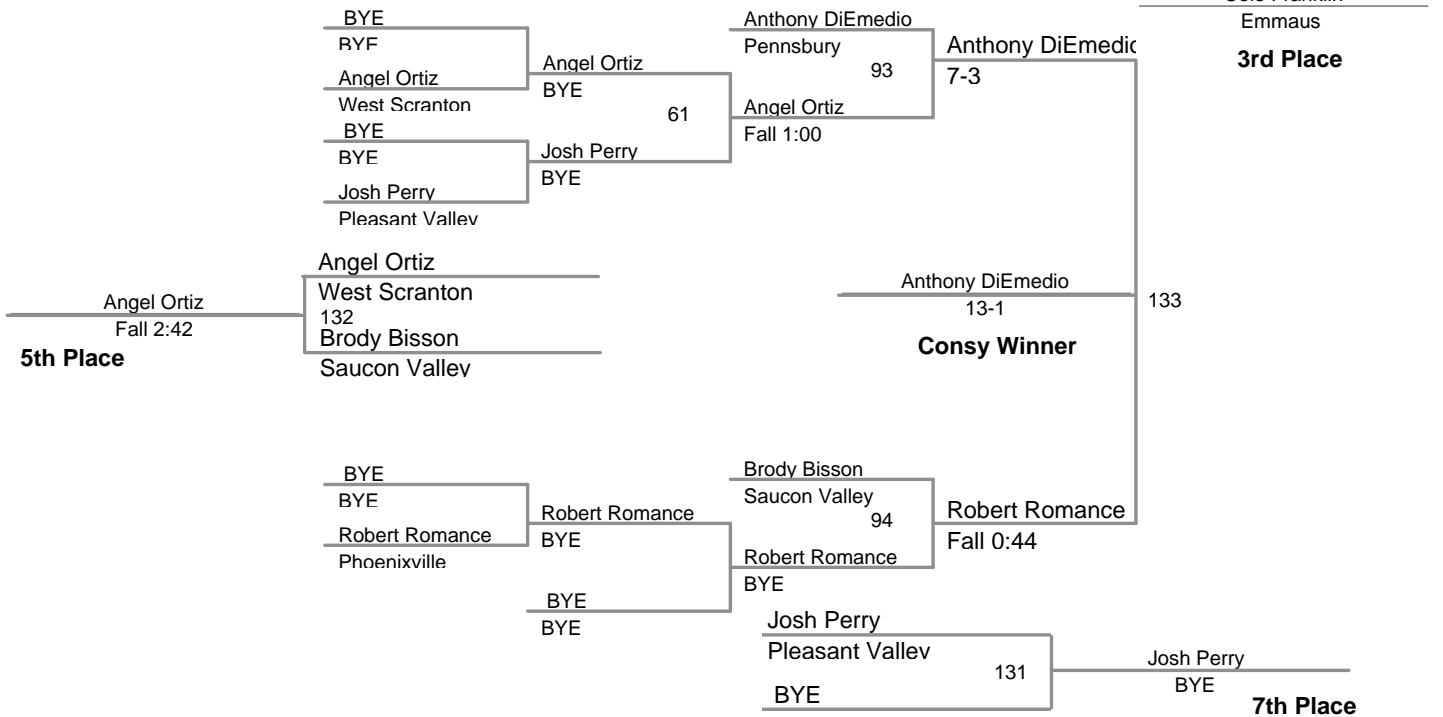 Emmaus
3rd Place
BYE
BYE
Angel Ortiz
West Scranton
BYE
BYE
Josh Perry
Pleasant Valley
Angel Ortiz
BYE
61
Josh Perry
BYE
Anthony DiEmedio
Pennsbury
93
Angel Ortiz
Fall 1:00
Anthony DiEmedio
7-3
Angel Ortiz
Fall 2:42
5th Place
Angel Ortiz
West Scranton
132
Brody Bisson
Saucon Valley
Anthony DiEmedio
13-1
Consy Winner
133
BYE
BYE
Robert Romance
Phoenixville
Robert Romance
BYE
BYE
BYE
Brody Bisson
Saucon Valley
94
Robert Romance
BYE
Robert Romance
Fall 0:44
Josh Perry
Pleasant Valley
131
BYE
Josh Perry
BYE
7th Place